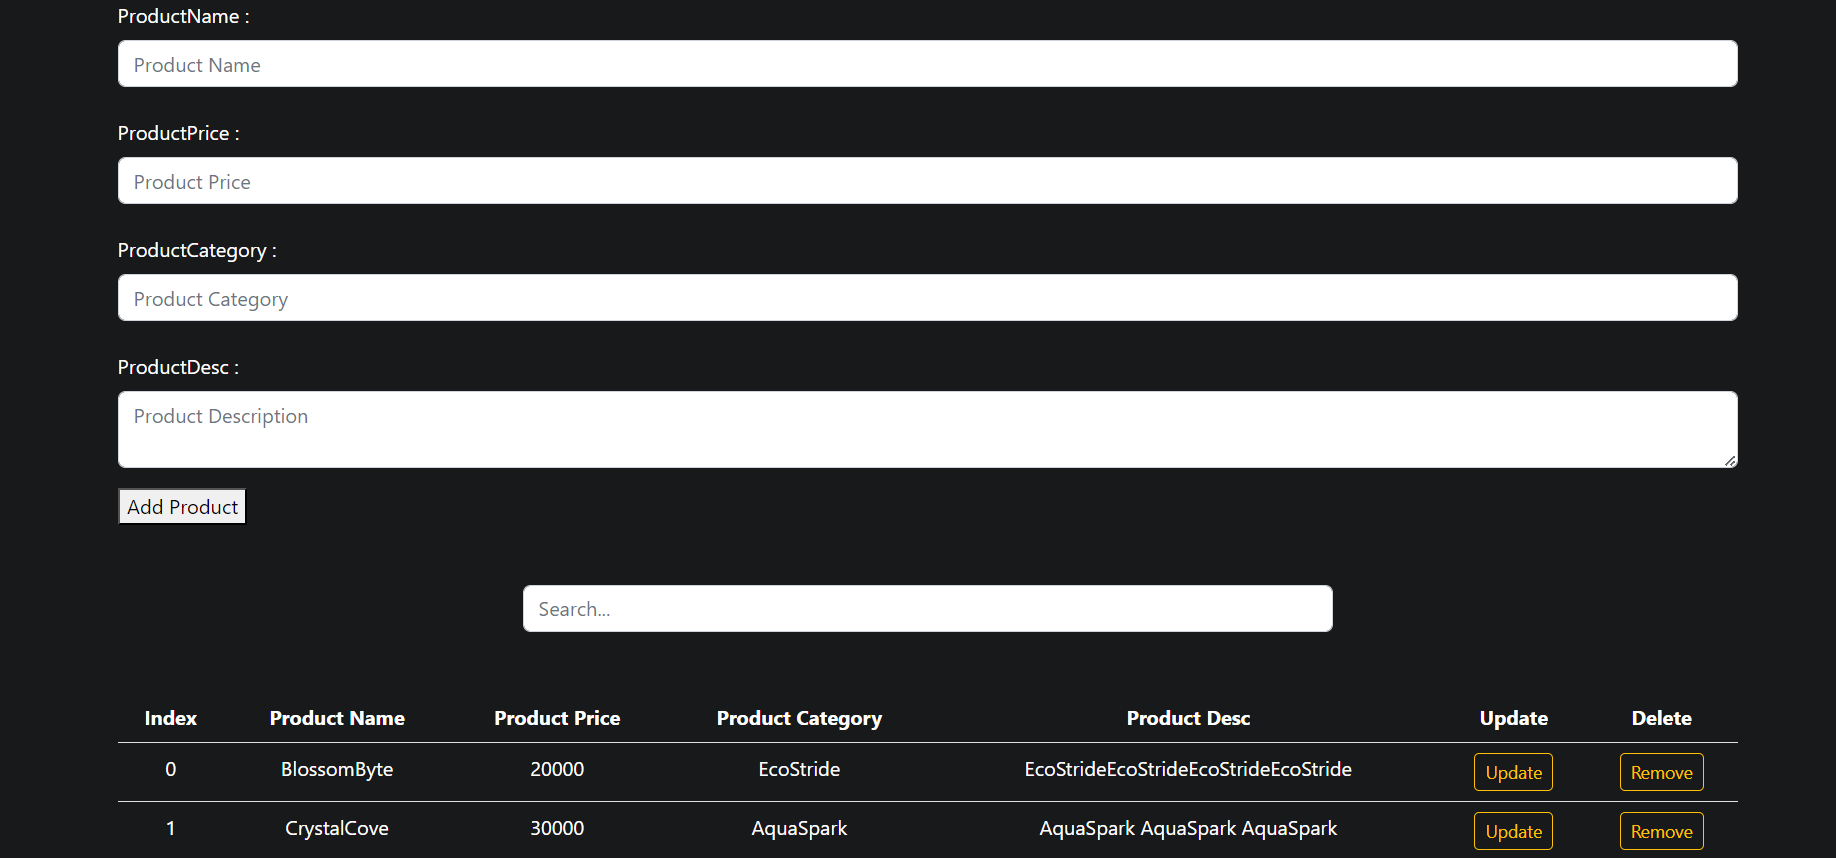 ProductName :
Product Name
ProductPrice :
Product Price
ProductCategory :
Product Category
ProductDesc :
Product Description
Add Product
Search...
Index Product Name Product Price Product Category Product Desc Update Delete
0 BlossomByte 20000 EcoStride EcoStrideEcoStrideEcoStrideEcoStride Update Remove
1 CrystalCove 30000 AquaSpark AquaSpark AquaSpark AquaSpark Update Remove